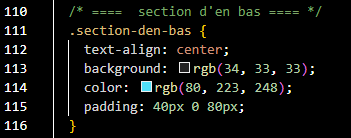 110 /* ====  section d'en bas ==== */
111 .section-den-bas {
112   text-align: center;
113   background: rgb(34, 33, 33);
114   color: rgb(80, 223, 248);
115   padding: 40px 0 80px;
116 }